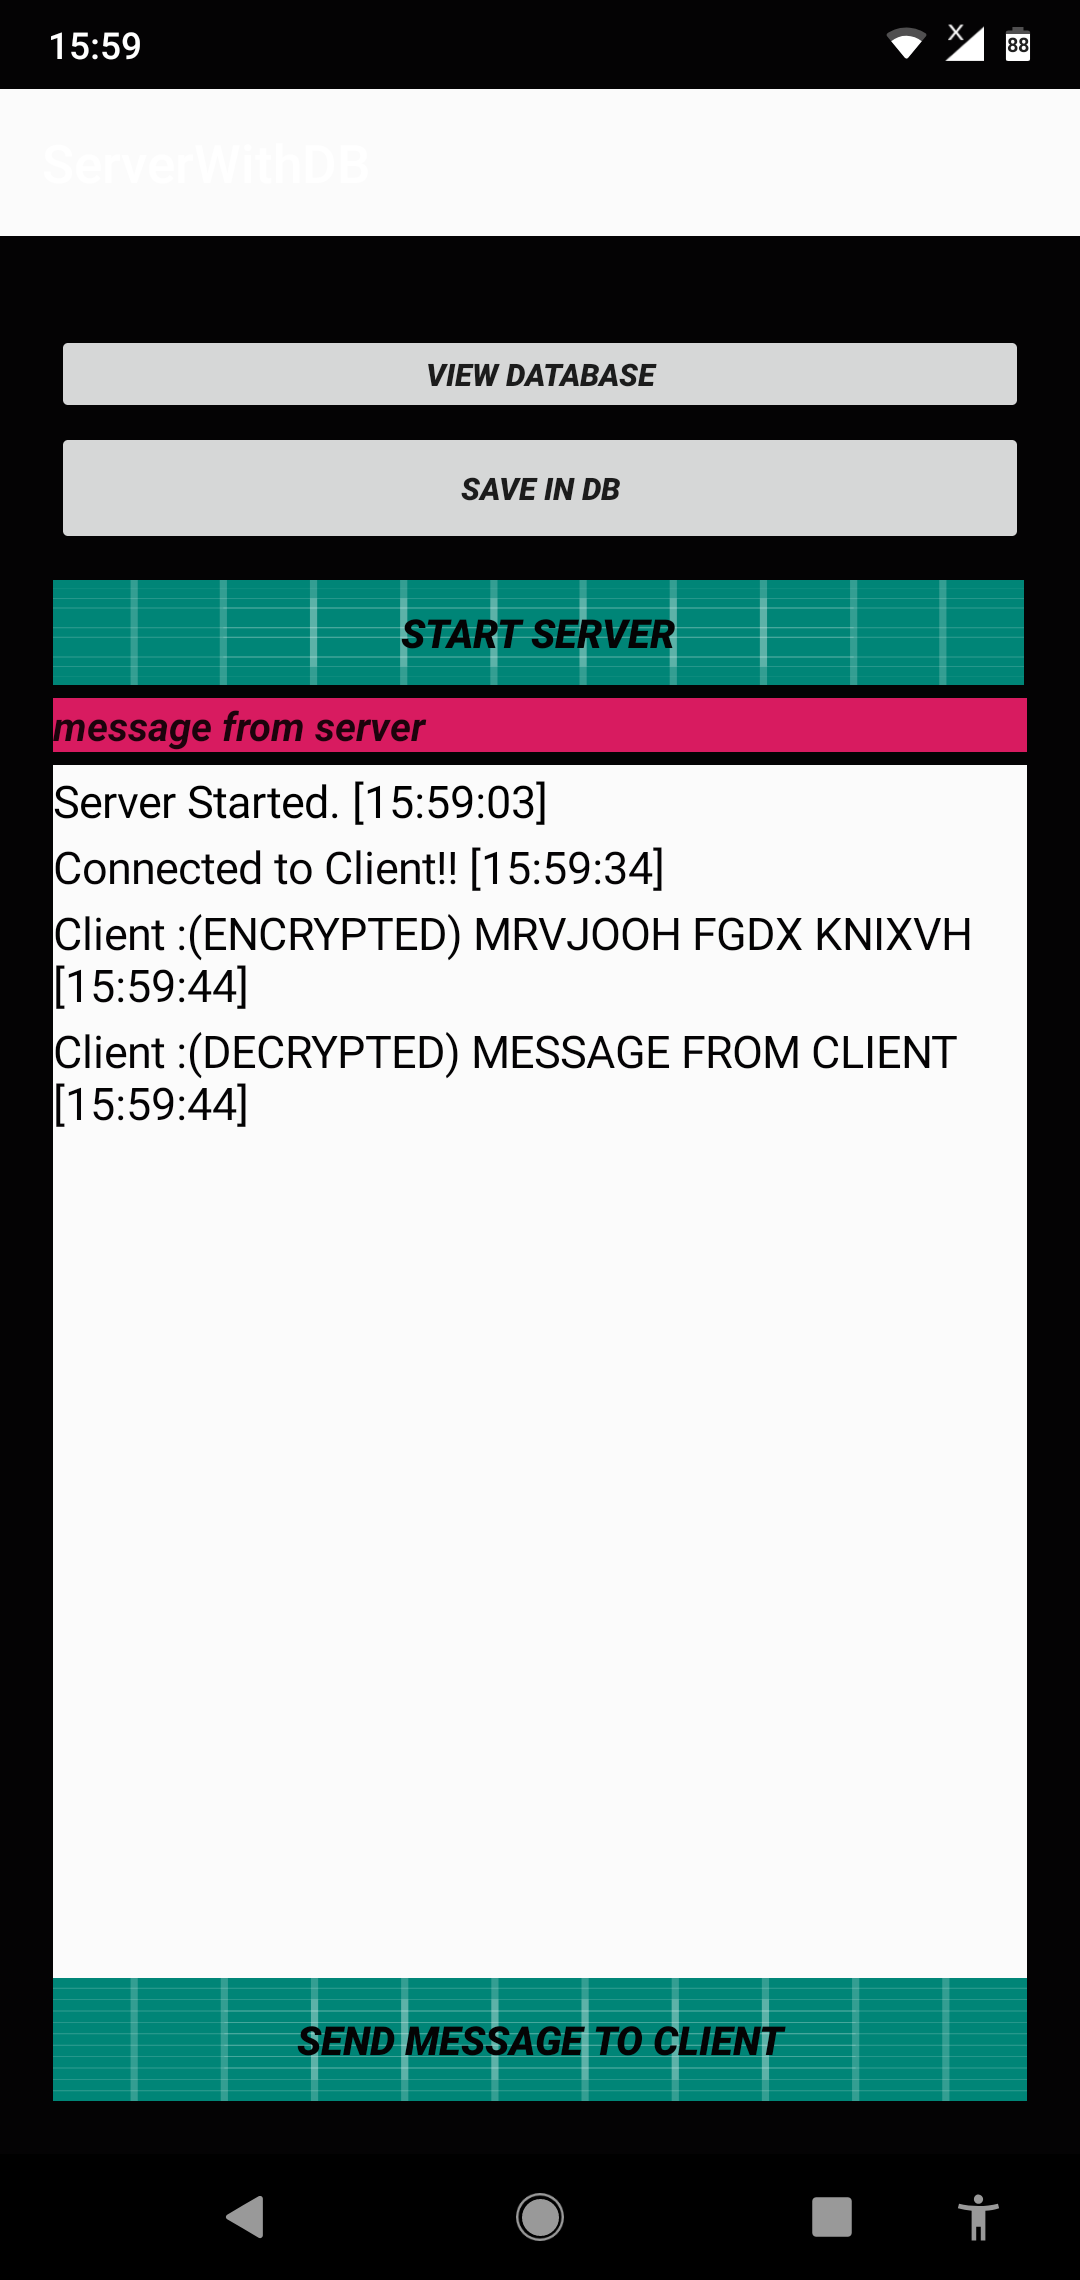 15:59
X
88
ServerWithDB
VIEW DATABASE
SAVE IN DB
START SERVER
message from server
Server Started. [15:59:03]
Connected to Client!! [15:59:34]
Client :(ENCRYPTED) MRVJOOH FGDX KNIXVH
[15:59:44]
Client :(DECRYPTED) MESSAGE FROM CLIENT
[15:59:44]
SEND MESSAGE TO CLIENT